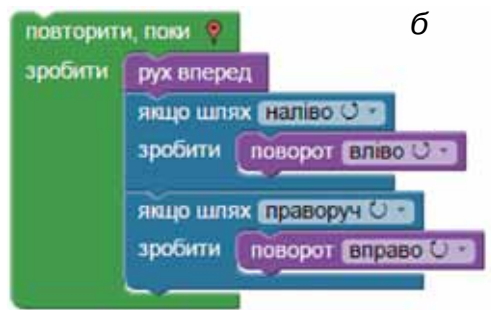 б
повторити, поки
зробити рух вперед
якщо шлях наліво
зробити поворот вліво
якщо шлях праворуч
зробити поворот вправо